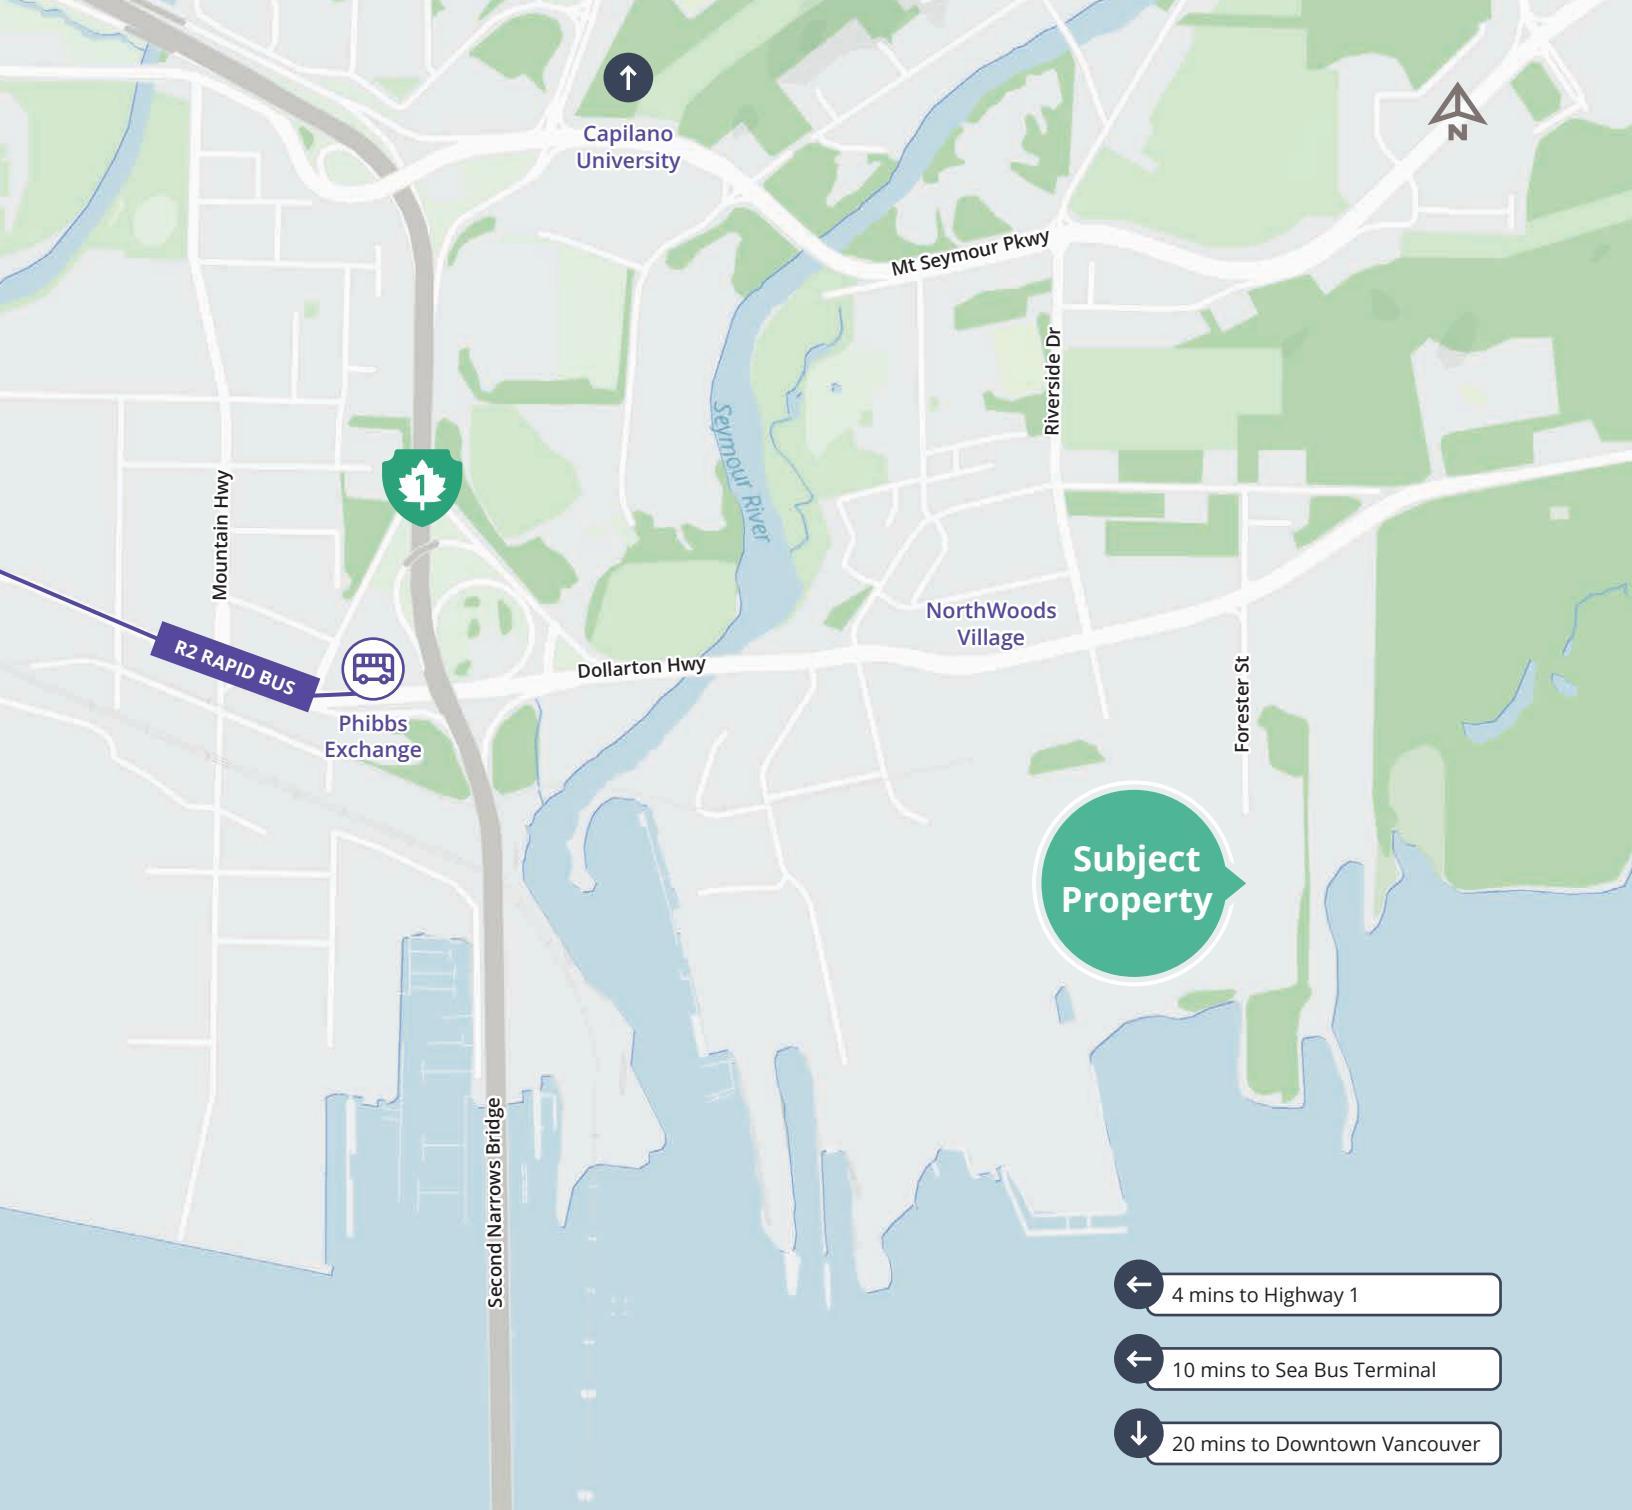 Capilano
University
N
Mt Seymour Pkwy
Riverside Dr
Seymour River
1
Mountain Hwy
NorthWoods
Village
R2 RAPID BUS
Dollarton Hwy
Phibbs
Exchange
Forester St
Subject
Property
Second Narrows Bridge
4 mins to Highway 1
10 mins to Sea Bus Terminal
20 mins to Downtown Vancouver